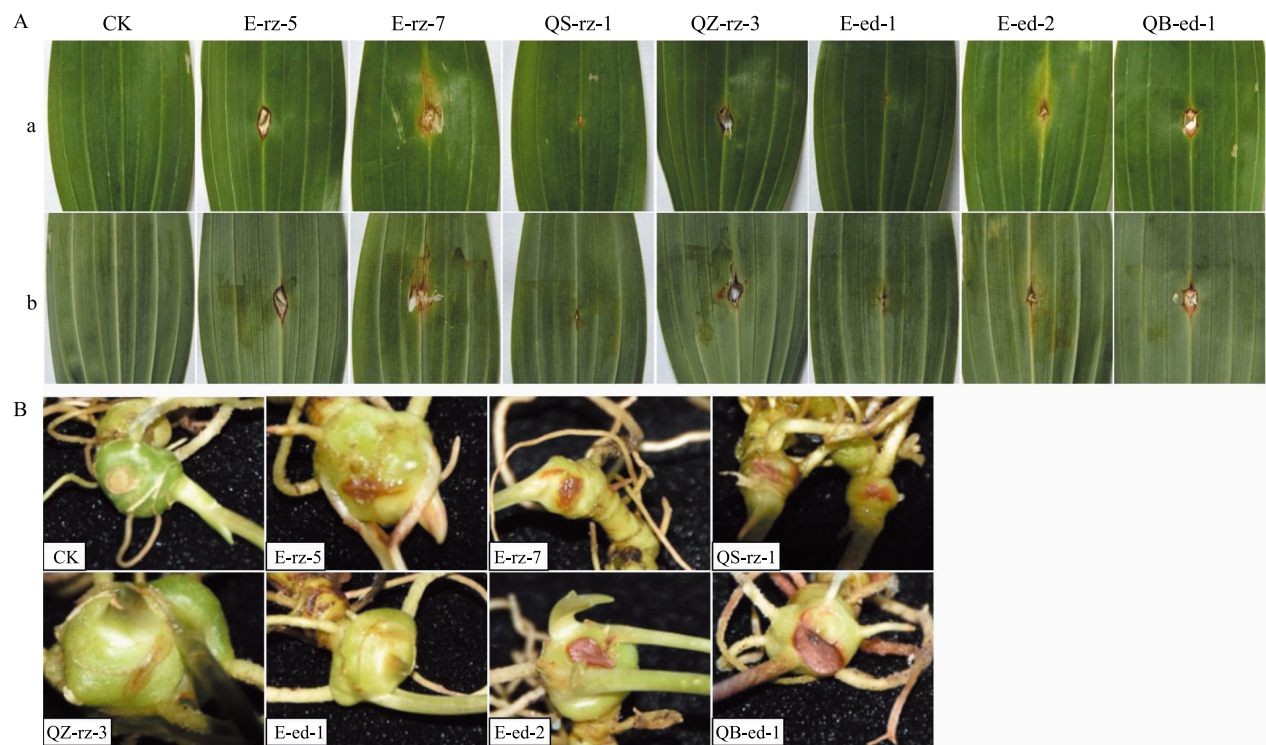 A
CK E-rz-5 E-rz-7 QS-rz-1 QZ-rz-3 E-ed-1 E-ed-2 QB-ed-1
a
b
B
CK E-rz-5 E-rz-7 QS-rz-1
QZ-rz-3 E-ed-1 E-ed-2 QB-ed-1